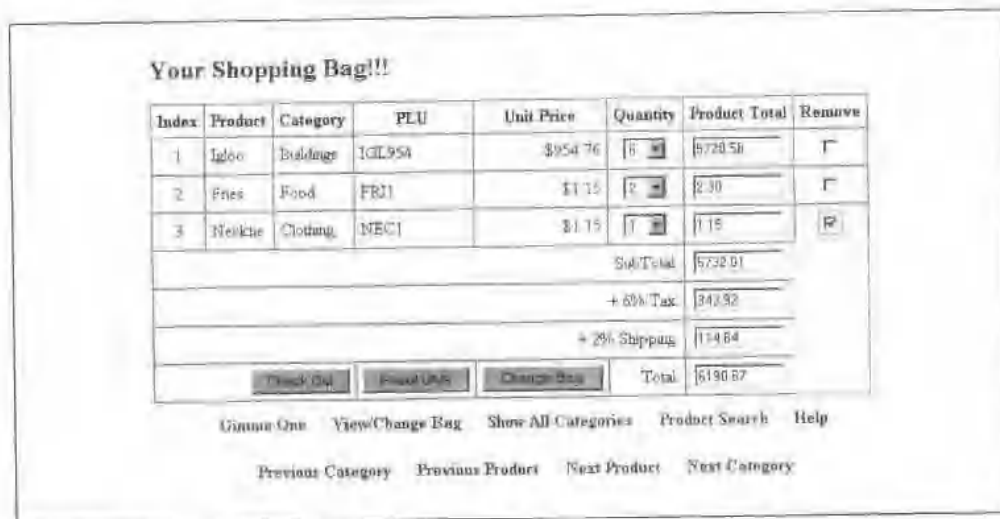 Your Shopping Bag!!!
Index Product Category PLU Unit Price Quantity Product Total Remove
1 Igloo Buildings IGL954 $954.76 6 5728.56
2 Fries Food FRI1 $1.15 2 2.30
3 Necktie Clothing NEC1 $1.15 1 1.15
SubTotal 5732.01
+ 6% Tax 343.92
+ 2% Shipping 114.64
Check Out Change Bag Total 6190.57
Gimme One View/Change Bag Show All Categories Product Search Help
Previous Category Previous Product Next Product Next Category